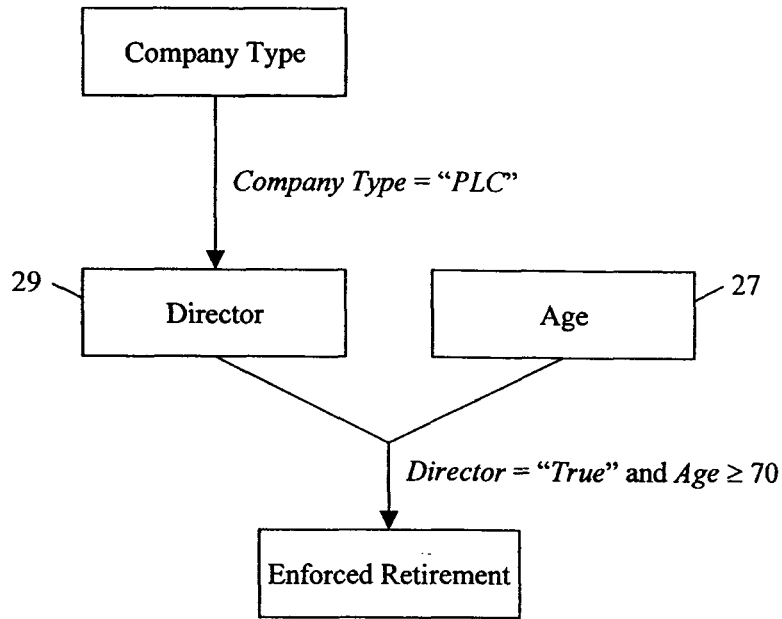 Company Type
Company Type = “PLC”
29
Director
Age
27
Director = “True” and Age ≥ 70
Enforced Retirement